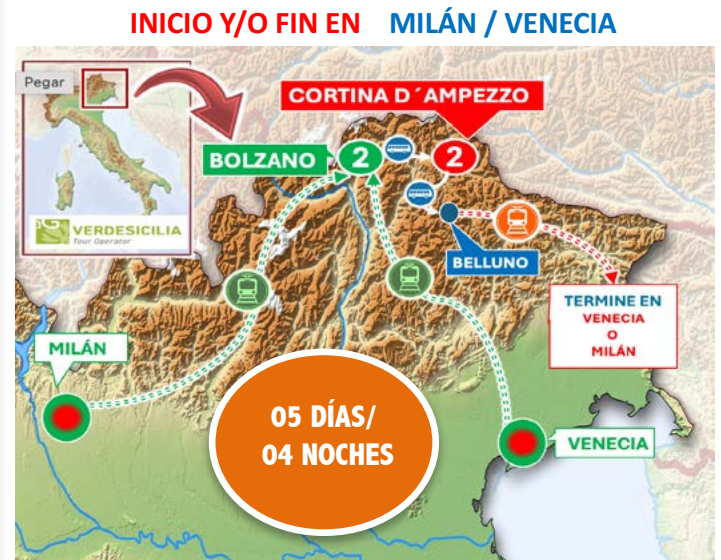 INICIO Y/O FIN EN MILÁN / VENECIA
Pegar
CORTINA D´AMPEZZO
BOLZANO
2
2
VERDESICILIA
Tour Operator
BELLUNO
TERMINE EN
VENECIA
O
MILÁN
MILÁN
05 DÍAS/
04 NOCHES
VENECIA